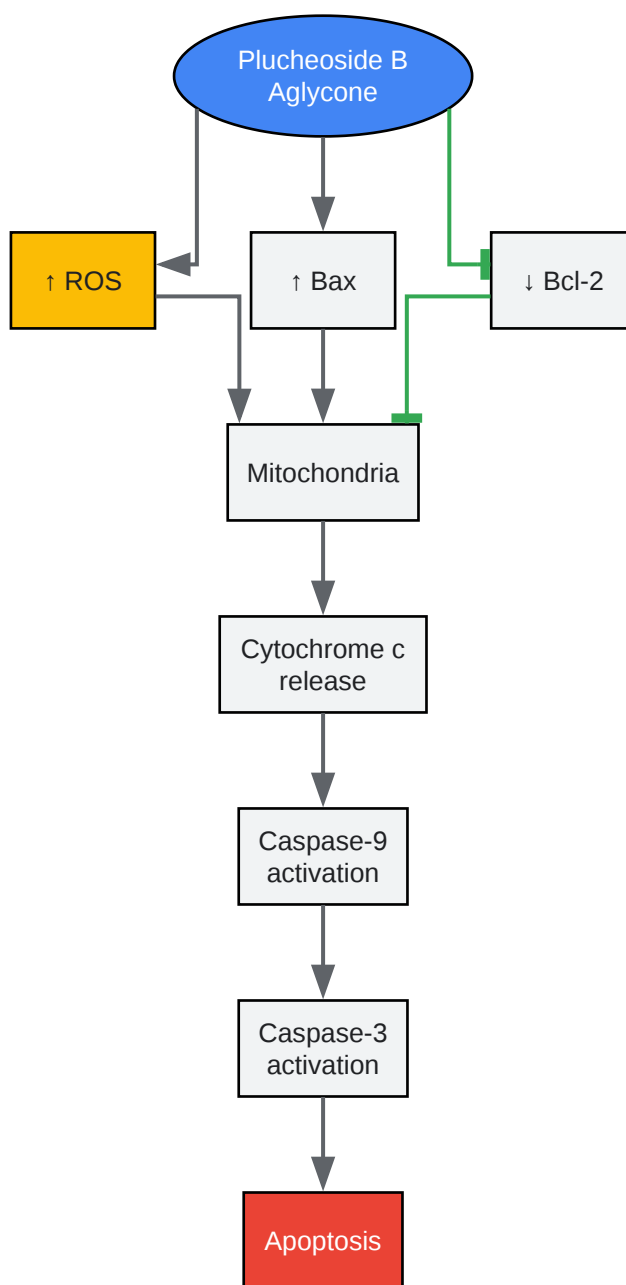 Plucheoside B
Aglycone
↑ ROS
↑ Bax
↓ Bcl-2
Mitochondria
Cytochrome c
release
Caspase-9
activation
Caspase-3
activation
Apoptosis